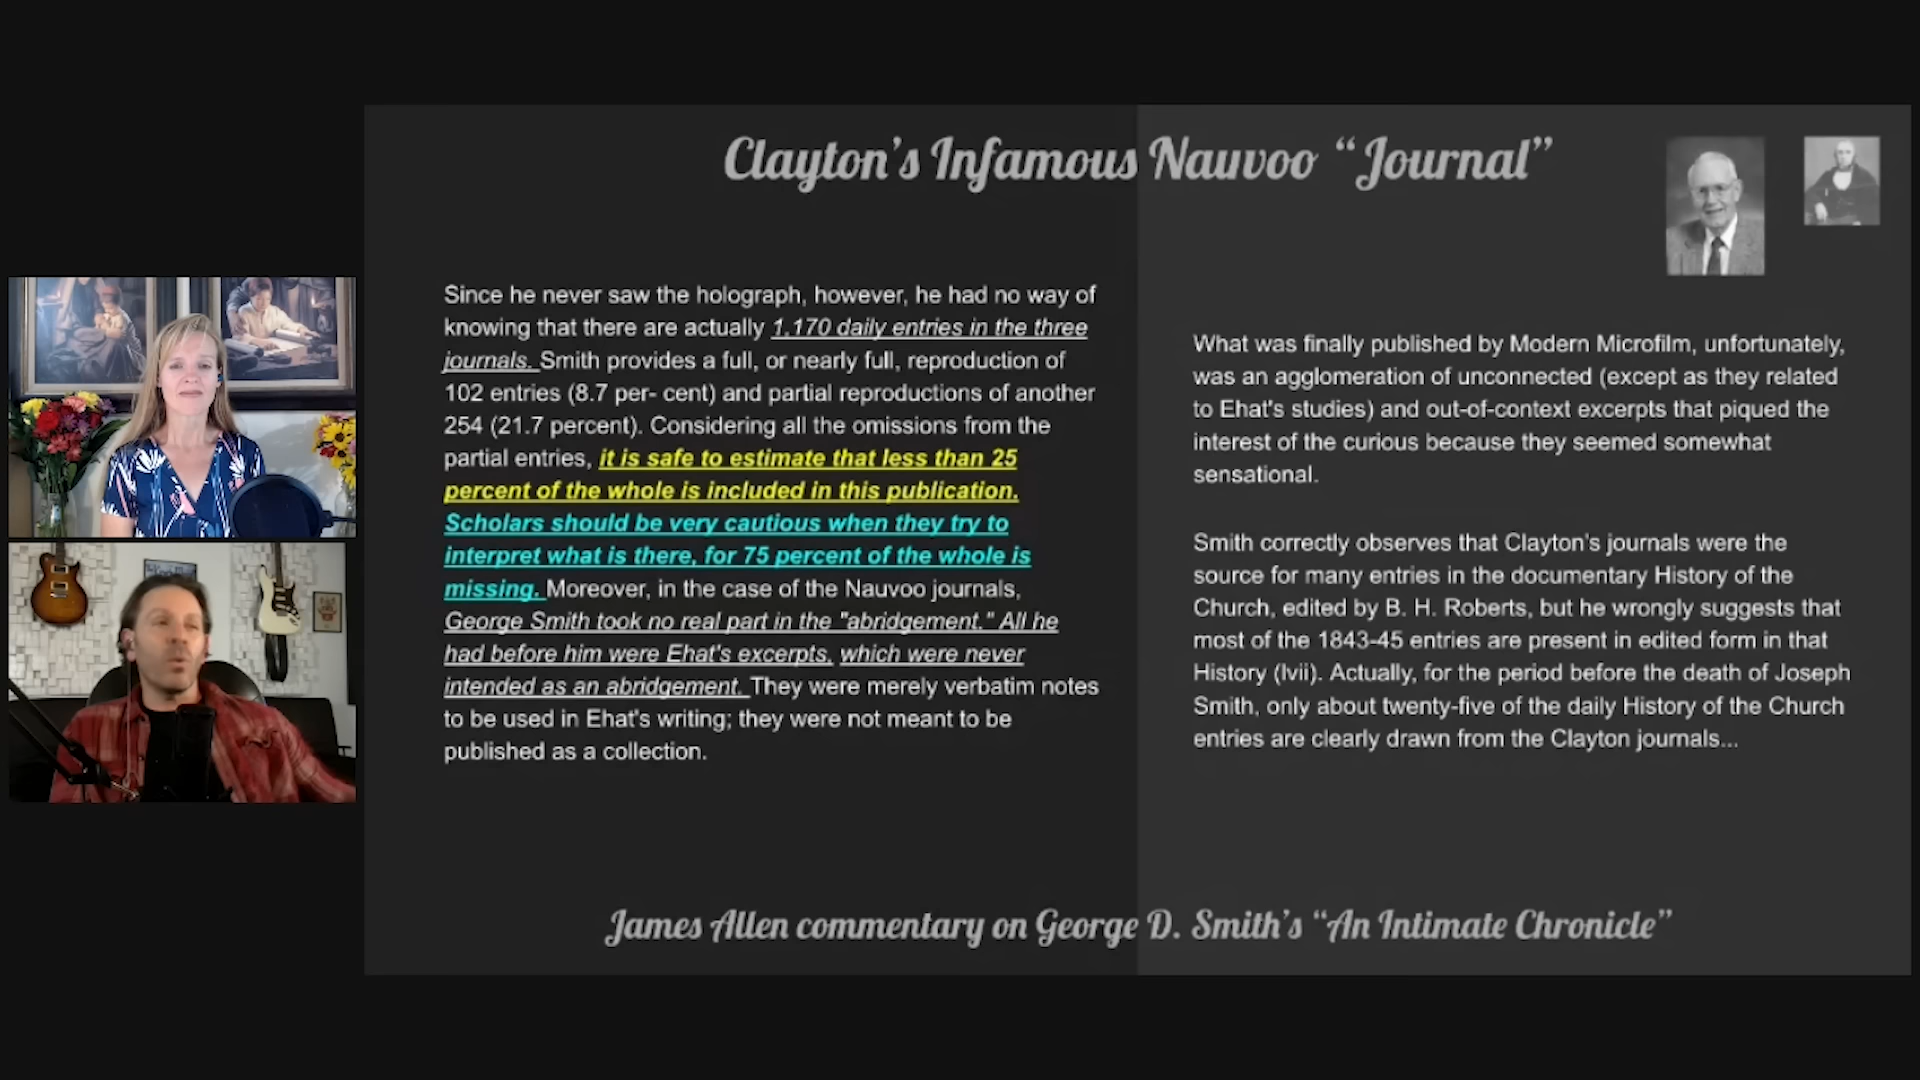 Clayton's Infamous Nauvoo “Journal”
Since he never saw the holograph, however, he had no way of
knowing that there are actually 1,170 daily entries in the three
journals. Smith provides a full, or nearly full, reproduction of
102 entries (8.7 per- cent) and partial reproductions of another
254 (21.7 percent). Considering all the omissions from the
partial entries, it is safe to estimate that less than 25
percent of the whole is included in this publication.
Scholars should be very cautious when they try to
interpret what is there, for 75 percent of the whole is
missing. Moreover, in the case of the Nauvoo journals,
George Smith took no real part in the "abridgement." All he
had before him were Ehat's excerpts, which were never
intended as an abridgement. They were merely verbatim notes
to be used in Ehat's writing; they were not meant to be
published as a collection.
What was finally published by Modern Microfilm, unfortunately,
was an agglomeration of unconnected (except as they related
to Ehat's studies) and out-of-context excerpts that piqued the
interest of the curious because they seemed somewhat
sensational.
Smith correctly observes that Clayton's journals were the
source for many entries in the documentary History of the
Church, edited by B. H. Roberts, but he wrongly suggests that
most of the 1843-45 entries are present in edited form in that
History (lvii). Actually, for the period before the death of Joseph
Smith, only about twenty-five of the daily History of the Church
entries are clearly drawn from the Clayton journals...
James Allen commentary on George D. Smith's “An Intimate Chronicle”